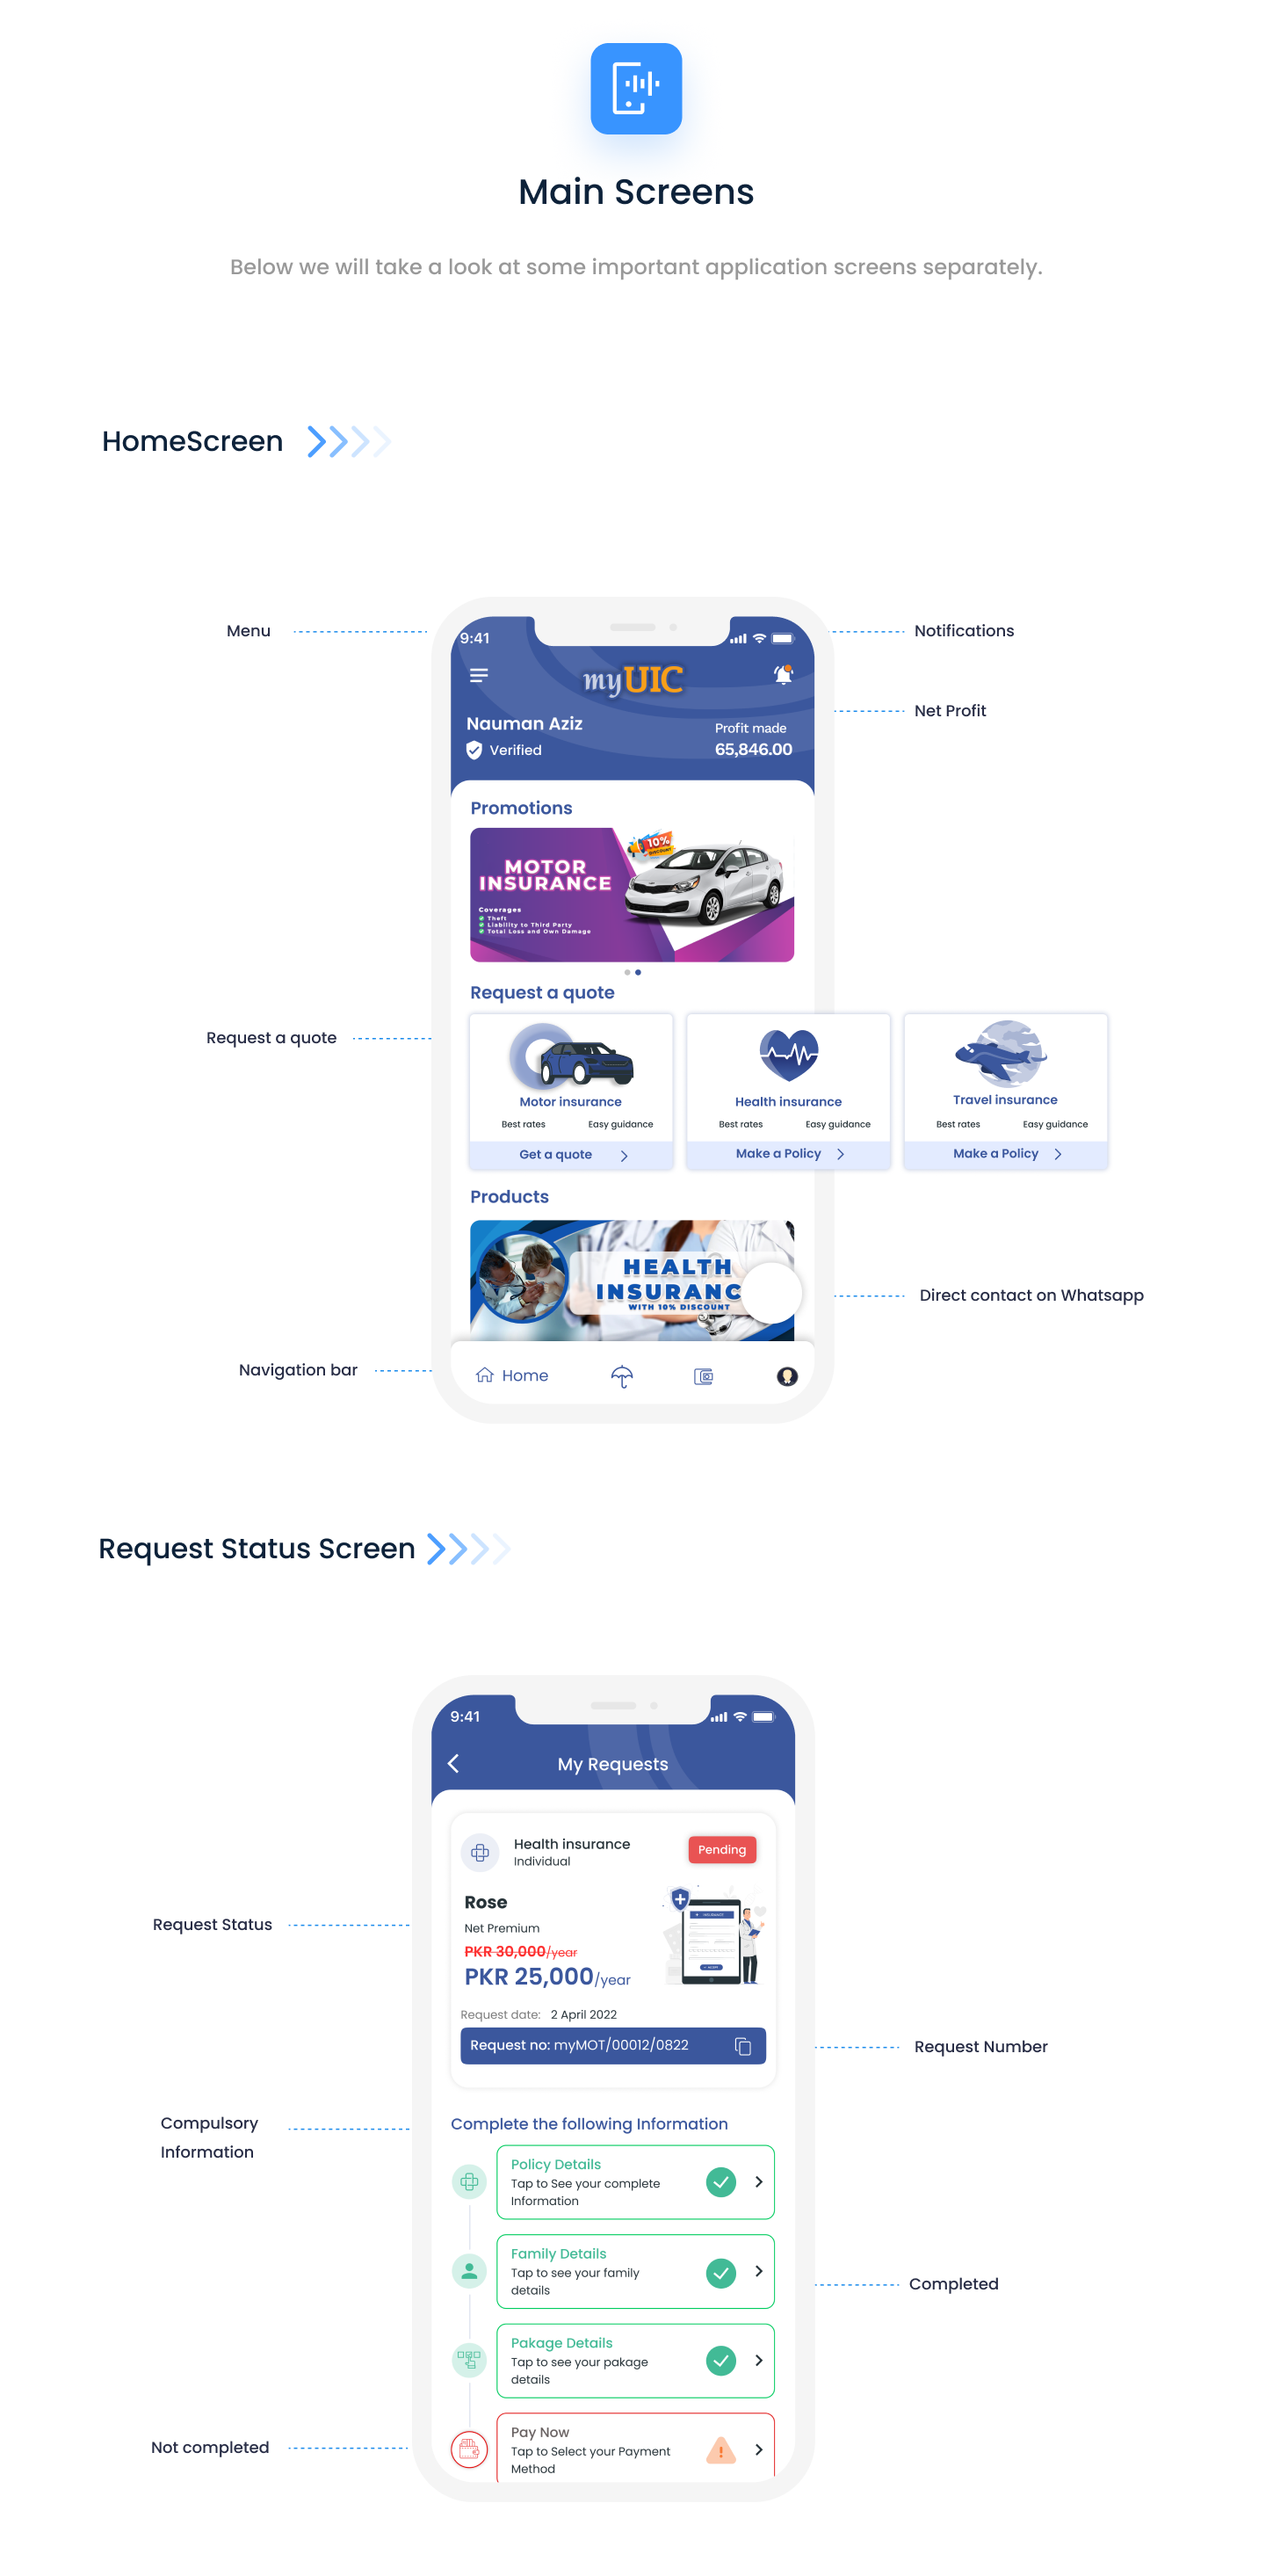 Main Screens
Below we will take a look at some important application screens separately.
HomeScreen
Menu
Notifications
9:41
myUIC
Net Profit
Nauman Aziz
Profit made
Verified
65,846.00
Promotions
10%
DISCOUNT
MOTOR
INSURANCE
Coverages
Theft
Liability to Third Party
Total Loss and Own Damage
Request a quote
Request a quote
Motor insurance
Best rates
Easy guidance
Get a quote
Health insurance
Best rates
Easy guidance
Make a Policy
Travel insurance
Best rates
Easy guidance
Make a Policy
Products
HEALTH
INSURANC
WITH 10% DISCOUNT
Direct contact on Whatsapp
Navigation bar
Home
Request Status Screen
9:41
My Requests
Health insurance
Individual
Pending
Request Status
Rose
Net Premium
PKR 30,000/year
PKR 25,000/year
Request date: 2 April 2022
Request no: myMOT/00012/0822
Request Number
Compulsory
Information
Complete the following Information
Policy Details
Tap to See your complete
Information
Family Details
Tap to see your family
details
Completed
Pakage Details
Tap to see your pakage
details
Not completed
Pay Now
Tap to Select your Payment
Method